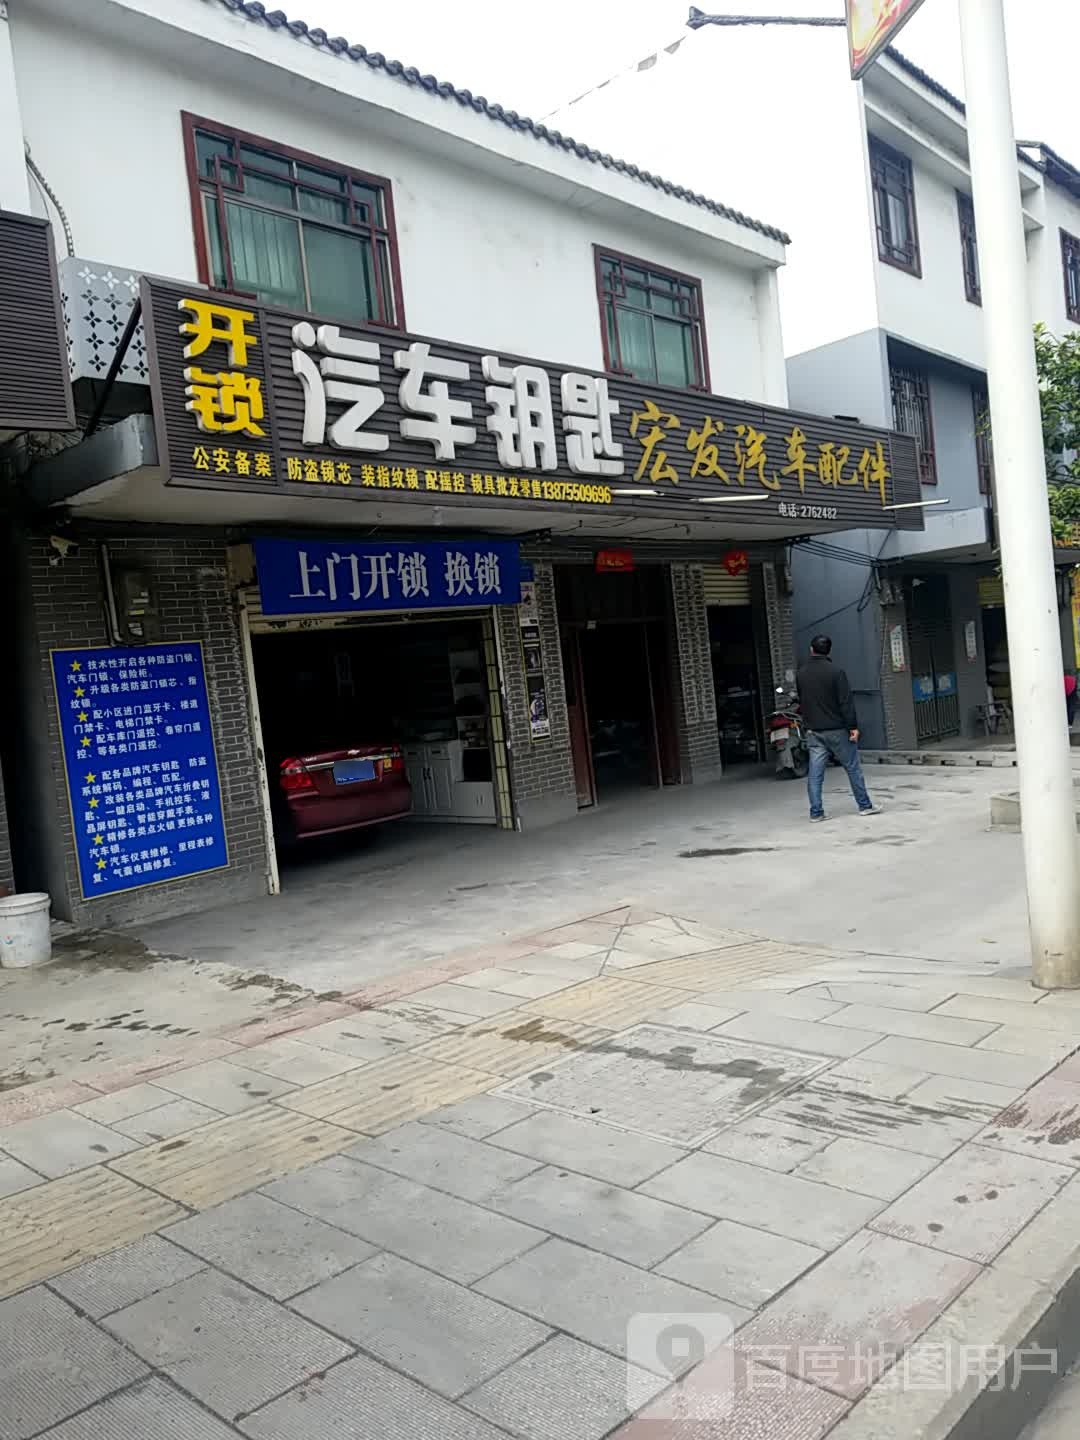 开锁
汽车钥匙
宏发汽车配件
公安备案
防盗锁芯 装指纹锁 配摇控 锁具批发零售13875509696
电话:2762482
上门开锁 换锁
★ 技术性开启各种防盗门锁、
汽车门锁、保险柜。
★ 升级各类防盗门锁芯、指
纹锁。
★ 配小区进门蓝牙卡、楼道
门禁卡、电梯门禁卡。
★ 配车库门遥控、卷帘门遥
控、等各类门遥控。
★ 配各品牌汽车钥匙 防盗
系统解码、编程、匹配。
★ 改装各类品牌汽车折叠钥
匙、一键启动、手机控车、液
晶屏钥匙、智能穿戴手表。
★精修各类点火锁更换各种
汽车锁。
★汽车仪表维修、里程表修
复、气囊电脑修复。
百度地图用户